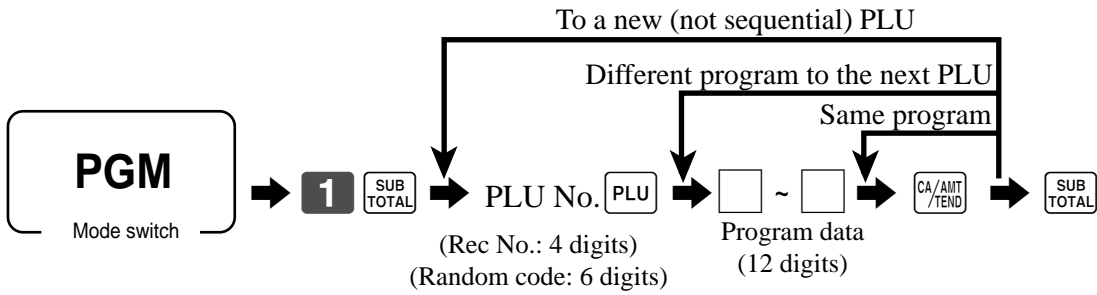 To a new (not sequential) PLU
Different program to the next PLU
Same program
PGM
Mode switch
1 SUB TOTAL PLU No. PLU ~ CA/AMT /TEND SUB TOTAL
(Rec No.: 4 digits)
(Random code: 6 digits)
Program data
(12 digits)